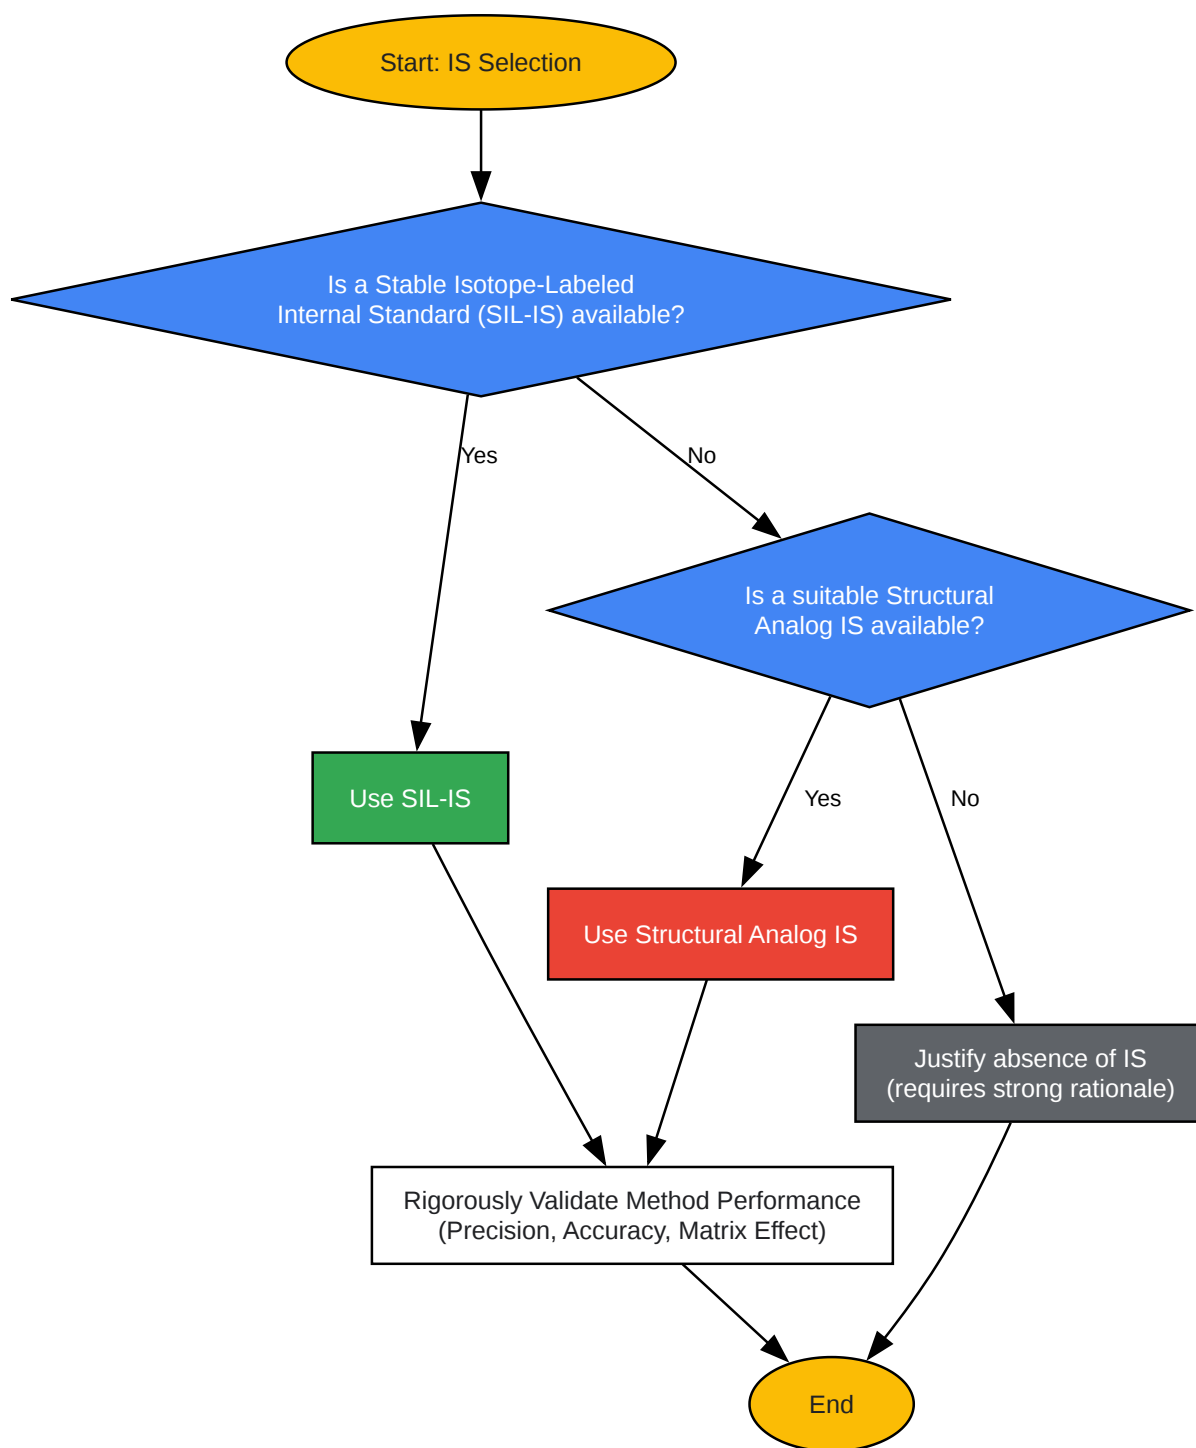 Start: IS Selection
Is a Stable Isotope-Labeled
Internal Standard (SIL-IS) available?
Yes
No
Is a suitable Structural
Analog IS available?
Use SIL-IS
Yes
No
Use Structural Analog IS
Justify absence of IS
(requires strong rationale)
Rigorously Validate Method Performance
(Precision, Accuracy, Matrix Effect)
End